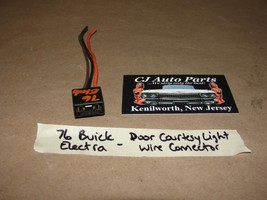 CJ Auto Parts
Kenilworth, New Jersey
76 Buick Electra - Door Courtesy Light
Wire Connector